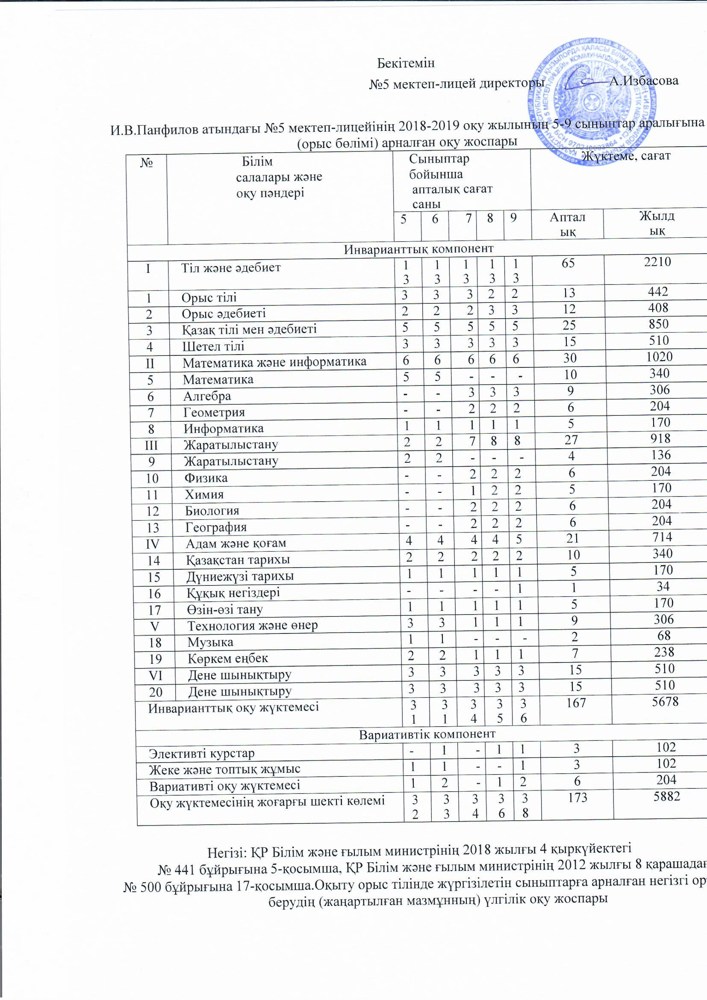 Бекітемін
№5 мектеп-лицей директоры А.Избасова
И.В.Панфилов атындағы №5 мектеп-лицейінің 2018-2019 оқу жылының 5-9 сыныптар аралығына
(орыс бөлімі) арналған оқу жоспары
№ Білім салалары және оқу пәндері Сыныптар бойынша апталық сағат саны Жүктеме, сағат
5 6 7 8 9 Апталық Жылдық
Инварианттық компонент
I Тіл және әдебиет 13 13 13 13 13 65 2210
1 Орыс тілі 3 3 3 2 2 13 442
2 Орыс әдебиеті 2 2 2 3 3 12 408
3 Қазақ тілі мен әдебиеті 5 5 5 5 5 25 850
4 Шетел тілі 3 3 3 3 3 15 510
II Математика және информатика 6 6 6 6 6 30 1020
5 Математика 5 5 - - - 10 340
6 Алгебра - - 3 3 3 9 306
7 Геометрия - - 2 2 2 6 204
8 Информатика 1 1 1 1 1 5 170
III Жаратылыстану 2 2 7 8 8 27 918
9 Жаратылыстану 2 2 - - - 4 136
10 Физика - - 2 2 2 6 204
11 Химия - - 1 2 2 5 170
12 Биология - - 2 2 2 6 204
13 География - - 2 2 2 6 204
IV Адам және қоғам 4 4 4 4 5 21 714
14 Қазақстан тарихы 2 2 2 2 2 10 340
15 Дүниежүзі тарихы 1 1 1 1 1 5 170
16 Құқық негіздері - - - - 1 1 34
17 Өзін-өзі тану 1 1 1 1 1 5 170
V Технология және өнер 3 3 1 1 1 9 306
18 Музыка 1 1 - - - 2 68
19 Көркем еңбек 2 2 1 1 1 7 238
VI Дене шынықтыру 3 3 3 3 3 15 510
20 Дене шынықтыру 3 3 3 3 3 15 510
Инварианттық оқу жүктемесі 31 31 34 35 36 167 5678
Вариативтік компонент
Элективті курстар - 1 - 1 1 3 102
Жеке және топтық жұмыс 1 1 - - 1 3 102
Вариативті оқу жүктемесі 1 2 - 1 2 6 204
Оқу жүктемесінің жоғарғы шекті көлемі 32 33 34 36 38 173 5882
Негізі: ҚР Білім және ғылым министрінің 2018 жылғы 4 қыркүйектегі
№ 441 бұйрығына 5-қосымша, ҚР Білім және ғылым министрінің 2012 жылғы 8 қарашадағ
№ 500 бұйрығына 17-қосымша.Оқыту орыс тілінде жүргізілетін сыныптарға арналған негізгі орт
берудің (жаңартылған мазмұнның) үлгілік оқу жоспары